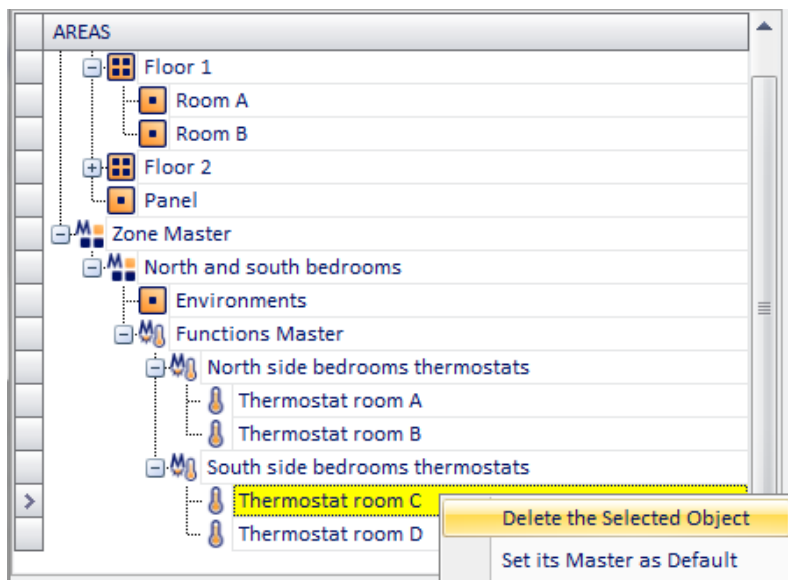 AREAS
Floor 1
Room A
Room B
Floor 2
Panel
Zone Master
North and south bedrooms
Environments
Functions Master
North side bedrooms thermostats
Thermostat room A
Thermostat room B
South side bedrooms thermostats
Thermostat room C
Delete the Selected Object
Thermostat room D
Set its Master as Default